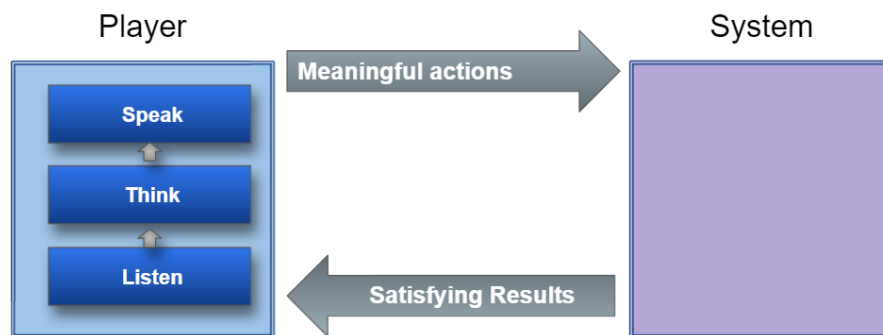 Player
System
Meaningful actions
Speak
Think
Listen
Satisfying Results